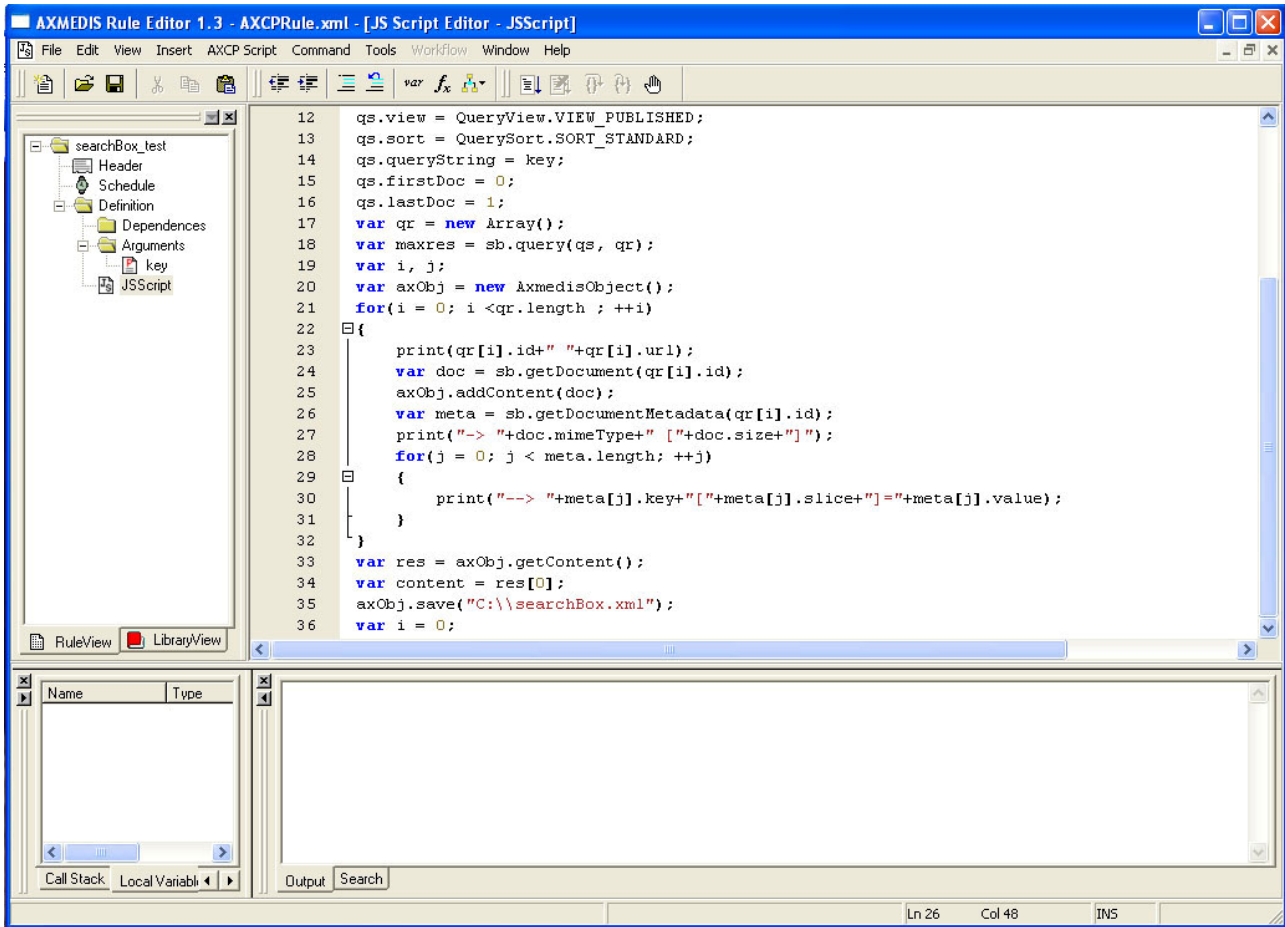 AXMEDIS Rule Editor 1.3 - AXCPRule.xml - [JS Script Editor - JSScript]
File Edit View Insert AXCP Script Command Tools Workflow Window Help
var fx
searchBox_test
Header
Schedule
Definition
Dependences
Arguments
key
JSScript
RuleView LibraryView
12 qs.view = QueryView.VIEW_PUBLISHED;
13 qs.sort = QuerySort.SORT_STANDARD;
14 qs.queryString = key;
15 qs.firstDoc = 0;
16 qs.lastDoc = 1;
17 var qr = new Array();
18 var maxres = sb.query(qs, qr);
19 var i, j;
20 var axObj = new AxmedisObject();
21 for(i = 0; i <qr.length ; ++i)
22 {
23 print(qr[i].id+" "+qr[i].url);
24 var doc = sb.getDocument(qr[i].id);
25 axObj.addContent(doc);
26 var meta = sb.getDocumentMetadata(qr[i].id);
27 print("-> "+doc.mimeType+" ["+doc.size+"]");
28 for(j = 0; j < meta.length; ++j)
29 {
30 print("--> "+meta[j].key+"["+meta[j].slice+"]="+meta[j].value);
31 }
32 }
33 var res = axObj.getContent();
34 var content = res[0];
35 axObj.save("C:\\searchBox.xml");
36 var i = 0;
Name Type
Call Stack Local Variabl
Output Search
Ln 26 Col 48 INS